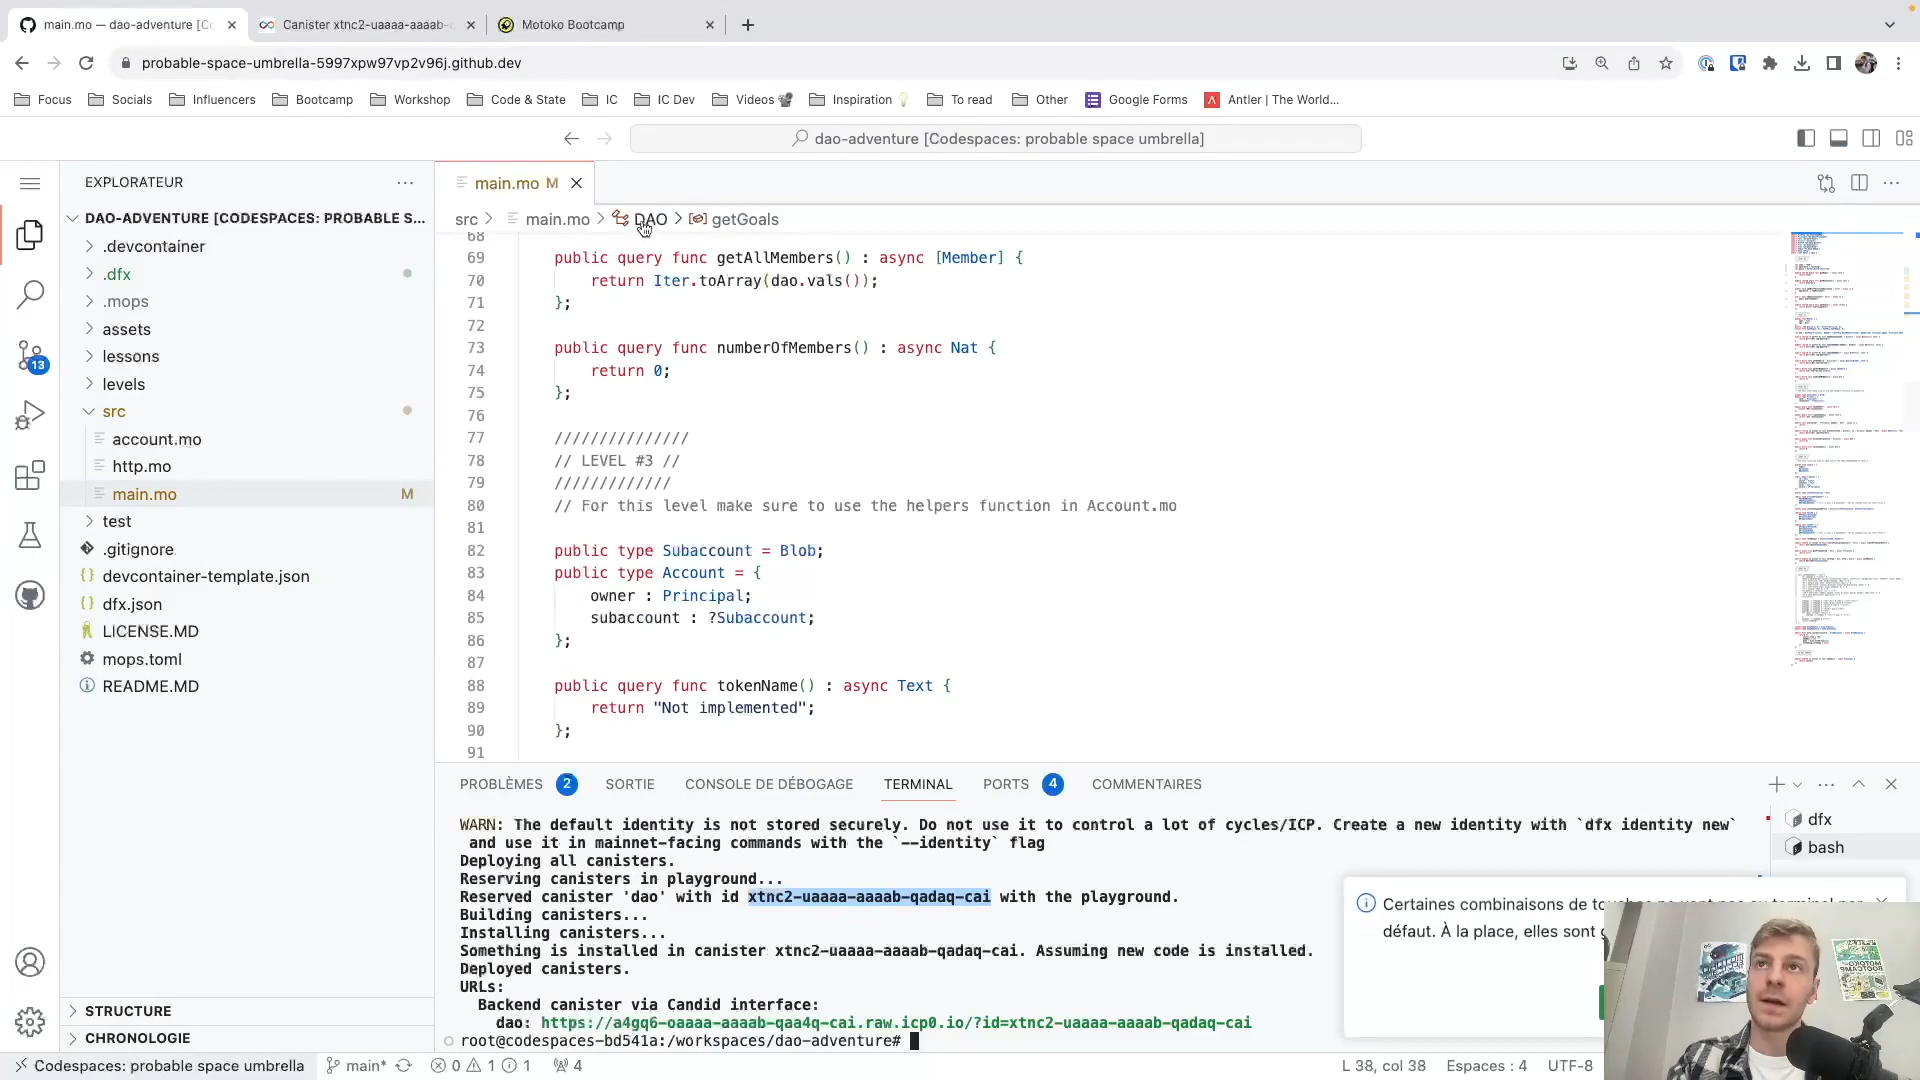 main.mo — dao-adventure [Co
Canister xtnc2-uaaaa-aaaab-
Motoko Bootcamp
probable-space-umbrella-5997xpw97vp2v96j.github.dev
Focus
Socials
Influencers
Bootcamp
Workshop
Code & State
IC
IC Dev
Videos
Inspiration
To read
Other
Google Forms
Antler | The World...
dao-adventure [Codespaces: probable space umbrella]
EXPLORATEUR
main.mo M
DAO-ADVENTURE [CODESPACES: PROBABLE S...
src > main.mo > DAO > getGoals
.devcontainer
.dfx
.mops
assets
lessons
levels
src
account.mo
http.mo
main.mo M
test
.gitignore
devcontainer-template.json
dfx.json
LICENSE.MD
mops.toml
README.MD
STRUCTURE
CHRONOLOGIE
13
68
69 public query func getAllMembers() : async [Member] {
70 return Iter.toArray(dao.vals());
71 };
72
73 public query func numberOfMembers() : async Nat {
74 return 0;
75 };
76
77 ///////////////
78 // LEVEL #3 //
79 /////////////
80 // For this level make sure to use the helpers function in Account.mo
81
82 public type Subaccount = Blob;
83 public type Account = {
84 owner : Principal;
85 subaccount : ?Subaccount;
86 };
87
88 public query func tokenName() : async Text {
89 return "Not implemented";
90 };
91
PROBLÈMES 2 SORTIE CONSOLE DE DÉBOGAGE TERMINAL PORTS 4 COMMENTAIRES
WARN: The default identity is not stored securely. Do not use it to control a lot of cycles/ICP. Create a new identity with `dfx identity new`
and use it in mainnet-facing commands with the `--identity` flag
Deploying all canisters.
Reserving canisters in playground...
Reserved canister 'dao' with id xtnc2-uaaaa-aaaab-qadaq-cai with the playground.
Building canisters...
Installing canisters...
Something is installed in canister xtnc2-uaaaa-aaaab-qadaq-cai. Assuming new code is installed.
Deployed canisters.
URLs:
Backend canister via Candid interface:
dao: https://a4gq6-oaaaa-aaaab-qaa4q-cai.raw.icp0.io/?id=xtnc2-uaaaa-aaaab-qadaq-cai
root@codespaces-bd541a:/workspaces/dao-adventure#
dfx
bash
Certaines combinaisons de
défaut. À la place, elles sont
MOTOKO
BOOTCAMP
Codespaces: probable space umbrella main* 0 1 1 4
L 38, col 38 Espaces : 4 UTF-8